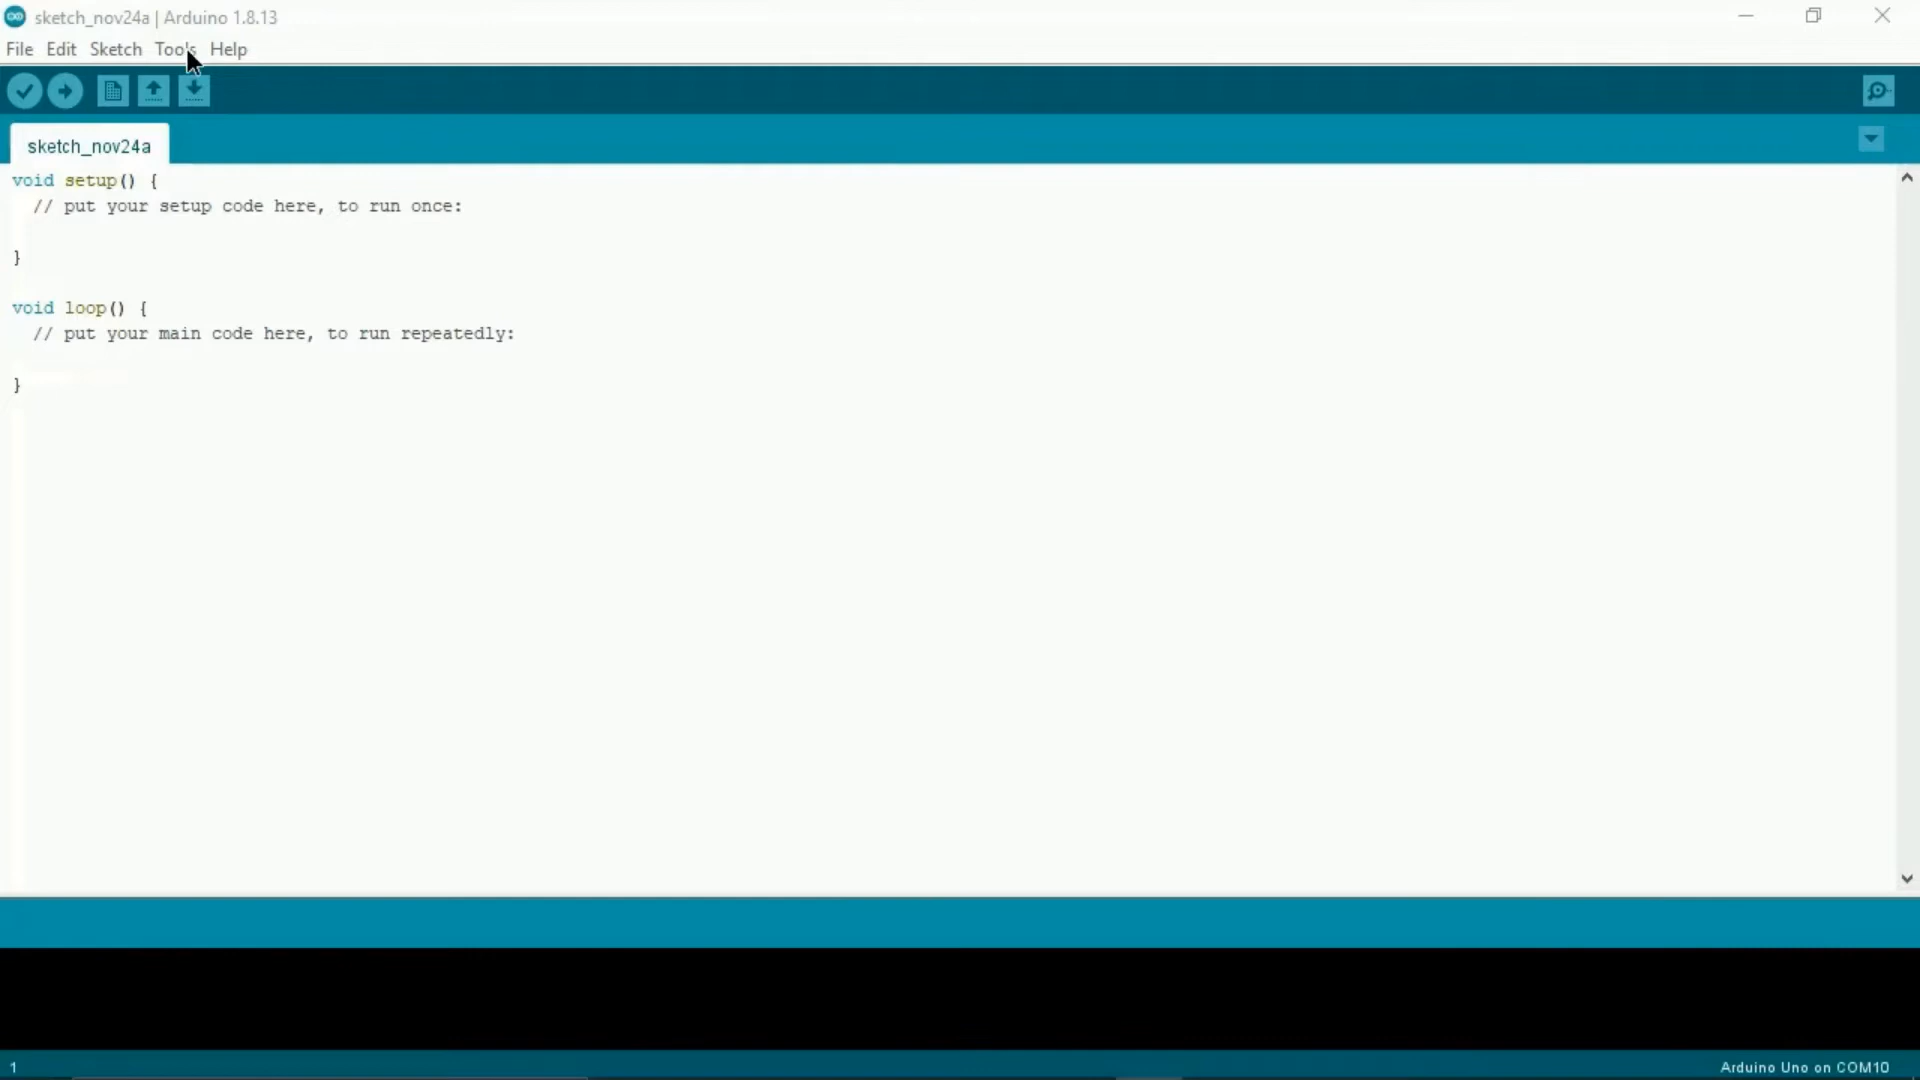 sketch_nov24a | Arduino 1.8.13
File Edit Sketch Tools Help
sketch_nov24a
void setup() {
// put your setup code here, to run once:
}
void loop() {
// put your main code here, to run repeatedly:
}
1
Arduino Uno on COM10